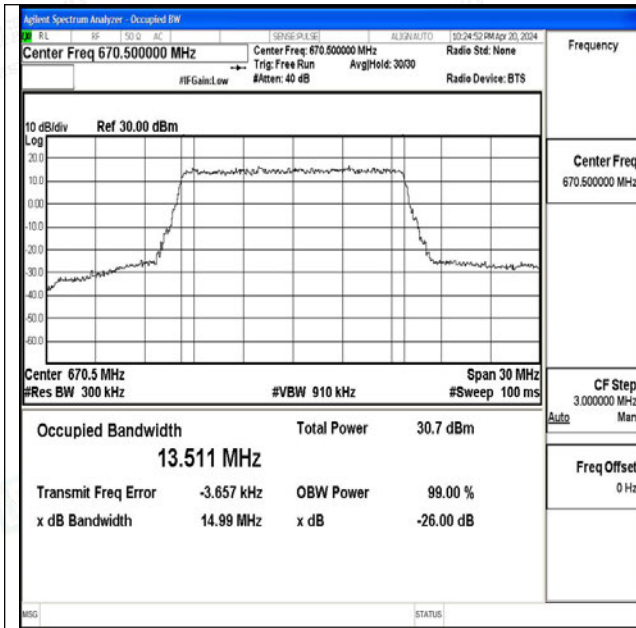 Agilent Spectrum Analyzer - Occupied BW
RL RF 50 Ω AC SENSE:PULSE ALIGNAUTO 10:24:52 PM Apr 20, 2024
Center Freq 670.500000 MHz
Center Freq: 670.500000 MHz
Radio Std: None
Trig: Free Run
Avg|Hold: 30/30
#IFGain:Low
#Atten: 40 dB
Radio Device: BTS
Frequency
10 dB/div
Ref 30.00 dBm
Log
20.0
10.0
0.00
-10.0
-20.0
-30.0
-40.0
-50.0
-60.0
Center 670.5 MHz
Span 30 MHz
#Res BW 300 kHz
#VBW 910 kHz
#Sweep 100 ms
Center Freq
670.500000 MHz
CF Step
3.000000 MHz
Auto Man
Freq Offset
0 Hz
Occupied Bandwidth
Total Power 30.7 dBm
13.511 MHz
Transmit Freq Error -3.657 kHz OBW Power 99.00 %
x dB Bandwidth 14.99 MHz x dB -26.00 dB
MSG
STATUS